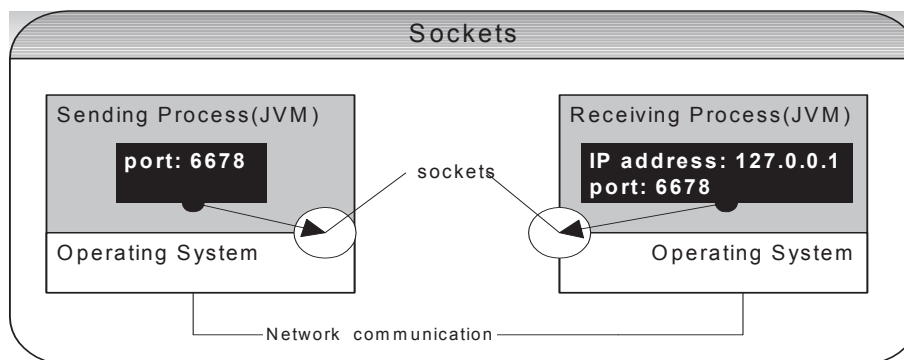 Sockets
Sending Process(JVM)
port: 6678
Operating System
sockets
Receiving Process(JVM)
IP address: 127.0.0.1
port: 6678
Operating System
Network communication